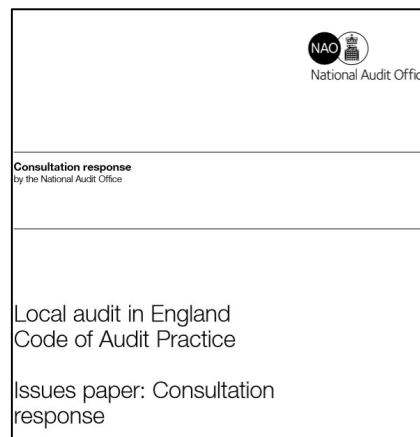 NAO
National Audit Offic
Consultation response
by the National Audit Office
Local audit in England
Code of Audit Practice
Issues paper: Consultation
response